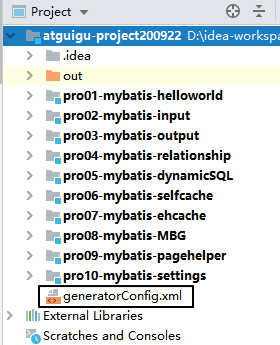 Project
atguigu-project200922 D:\idea-worksp
.idea
out
pro01-mybatis-helloworld
pro02-mybatis-input
pro03-mybatis-output
pro04-mybatis-relationship
pro05-mybatis-dynamicSQL
pro06-mybatis-selfcache
pro07-mybatis-ehcache
pro08-mybatis-MBG
pro09-mybatis-pagehelper
pro10-mybatis-settings
generatorConfig.xml
External Libraries
Scratches and Consoles